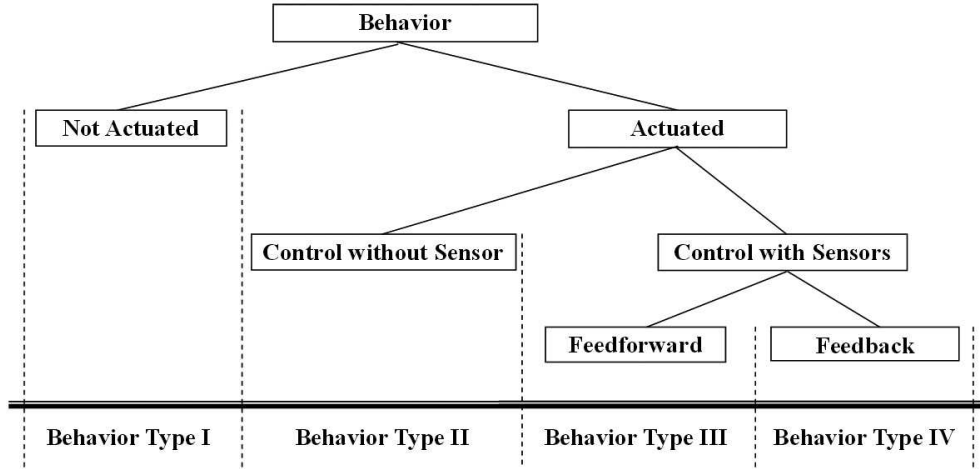 Behavior
Not Actuated
Actuated
Control without Sensor
Control with Sensors
Feedforward
Feedback
Behavior Type I
Behavior Type II
Behavior Type III
Behavior Type IV